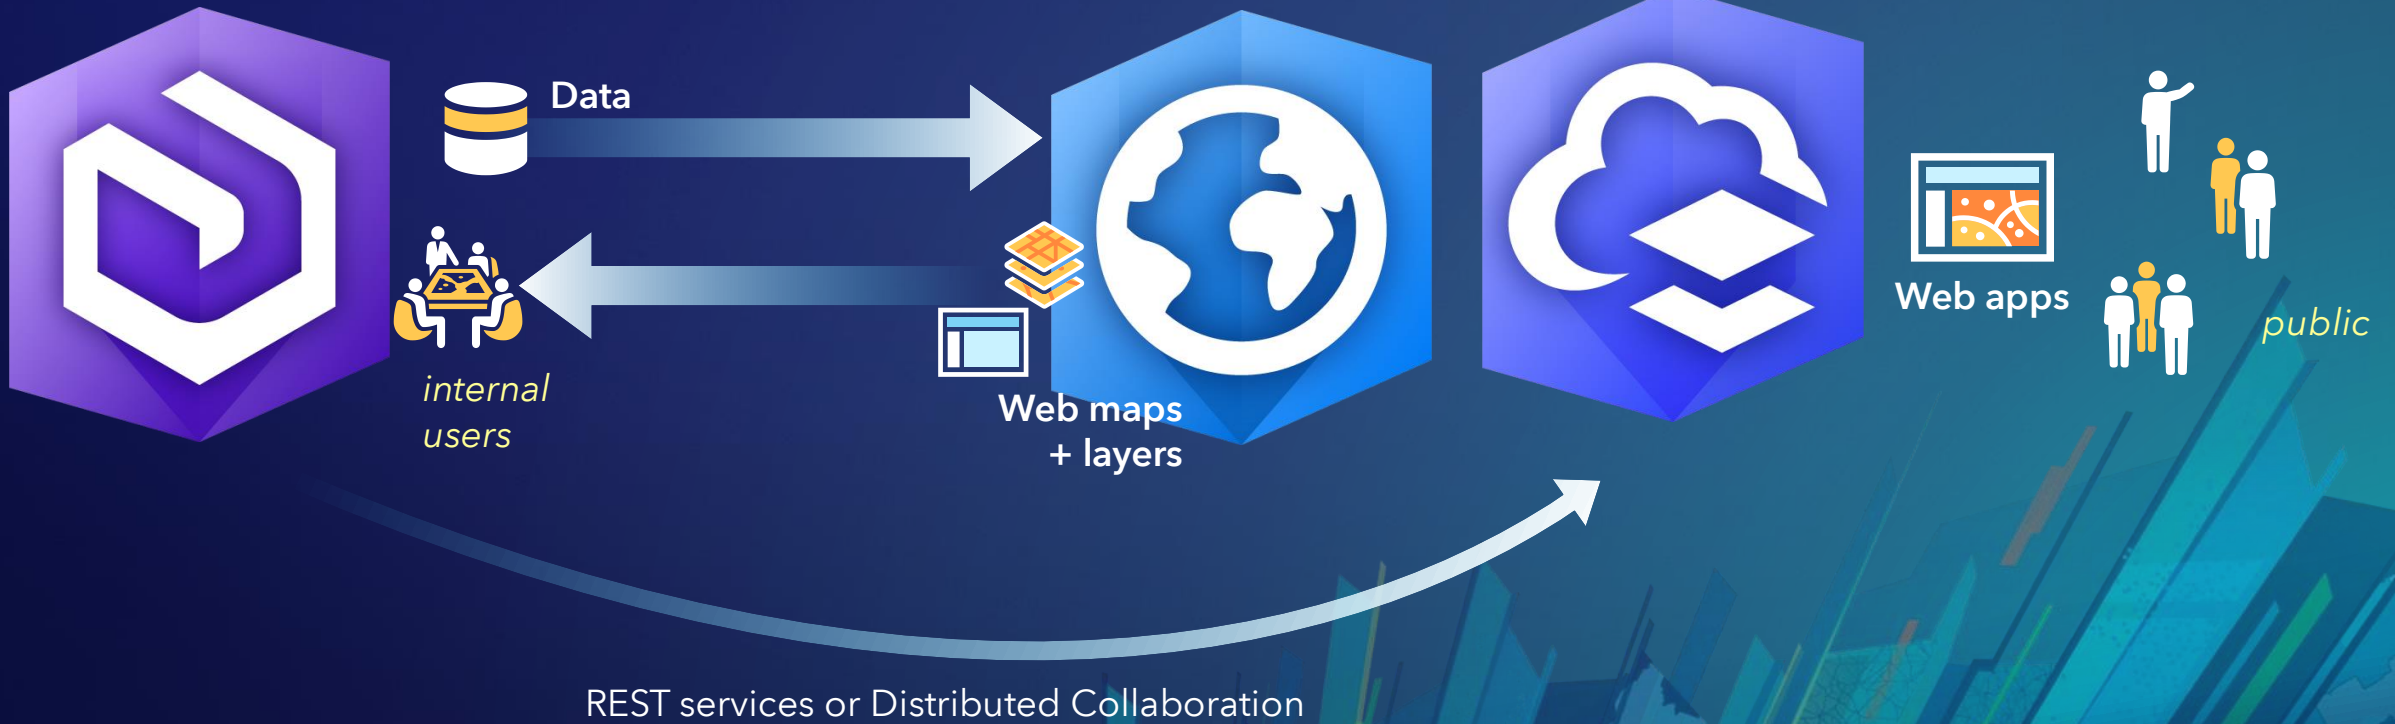 Data
internal
users
Web maps
+ layers
Web apps
public
REST services or Distributed Collaboration